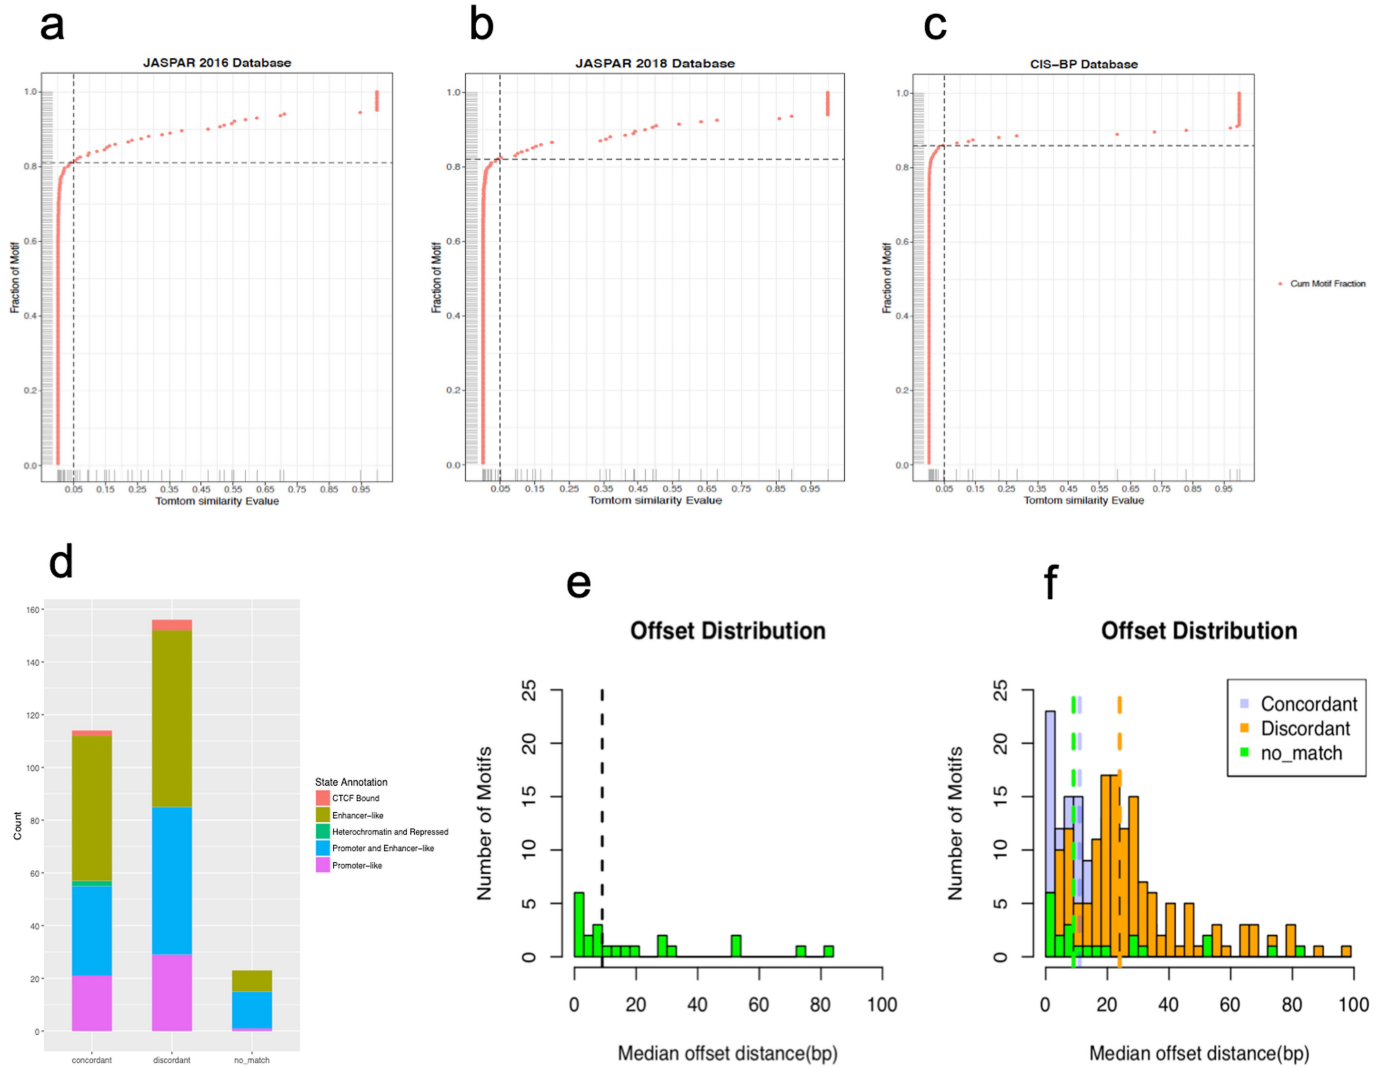 a
b
c
JASPAR 2016 Database
JASPAR 2018 Database
CIS-BP Database
1.0
0.8
0.6
0.4
0.2
0.0
Fraction of Motif
0.05 0.15 0.25 0.35 0.45 0.55 0.65 0.75 0.85 0.95
Tomtom similarity Evalue
1.0
0.8
0.6
0.4
0.2
0.0
Fraction of Motif
0.05 0.15 0.25 0.35 0.45 0.55 0.65 0.75 0.85 0.95
Tomtom similarity Evalue
1.0
0.8
0.6
0.4
0.2
0.0
Fraction of Motif
0.05 0.15 0.25 0.35 0.45 0.55 0.65 0.75 0.85 0.95
Tomtom similarity Evalue
Cum Motif Fraction
d
160
140
120
100
80
60
40
20
0
Count
concordant discordant no_match
State Annotation
CTCF Bound
Enhancer-like
Heterochromatin and Repressed
Promoter and Enhancer-like
Promoter-like
e
Offset Distribution
25
20
15
10
5
0
Number of Motifs
0 20 40 60 80 100
Median offset distance(bp)
f
Offset Distribution
25
20
15
10
5
0
Number of Motifs
0 20 40 60 80 100
Median offset distance(bp)
Concordant
Discordant
no_match